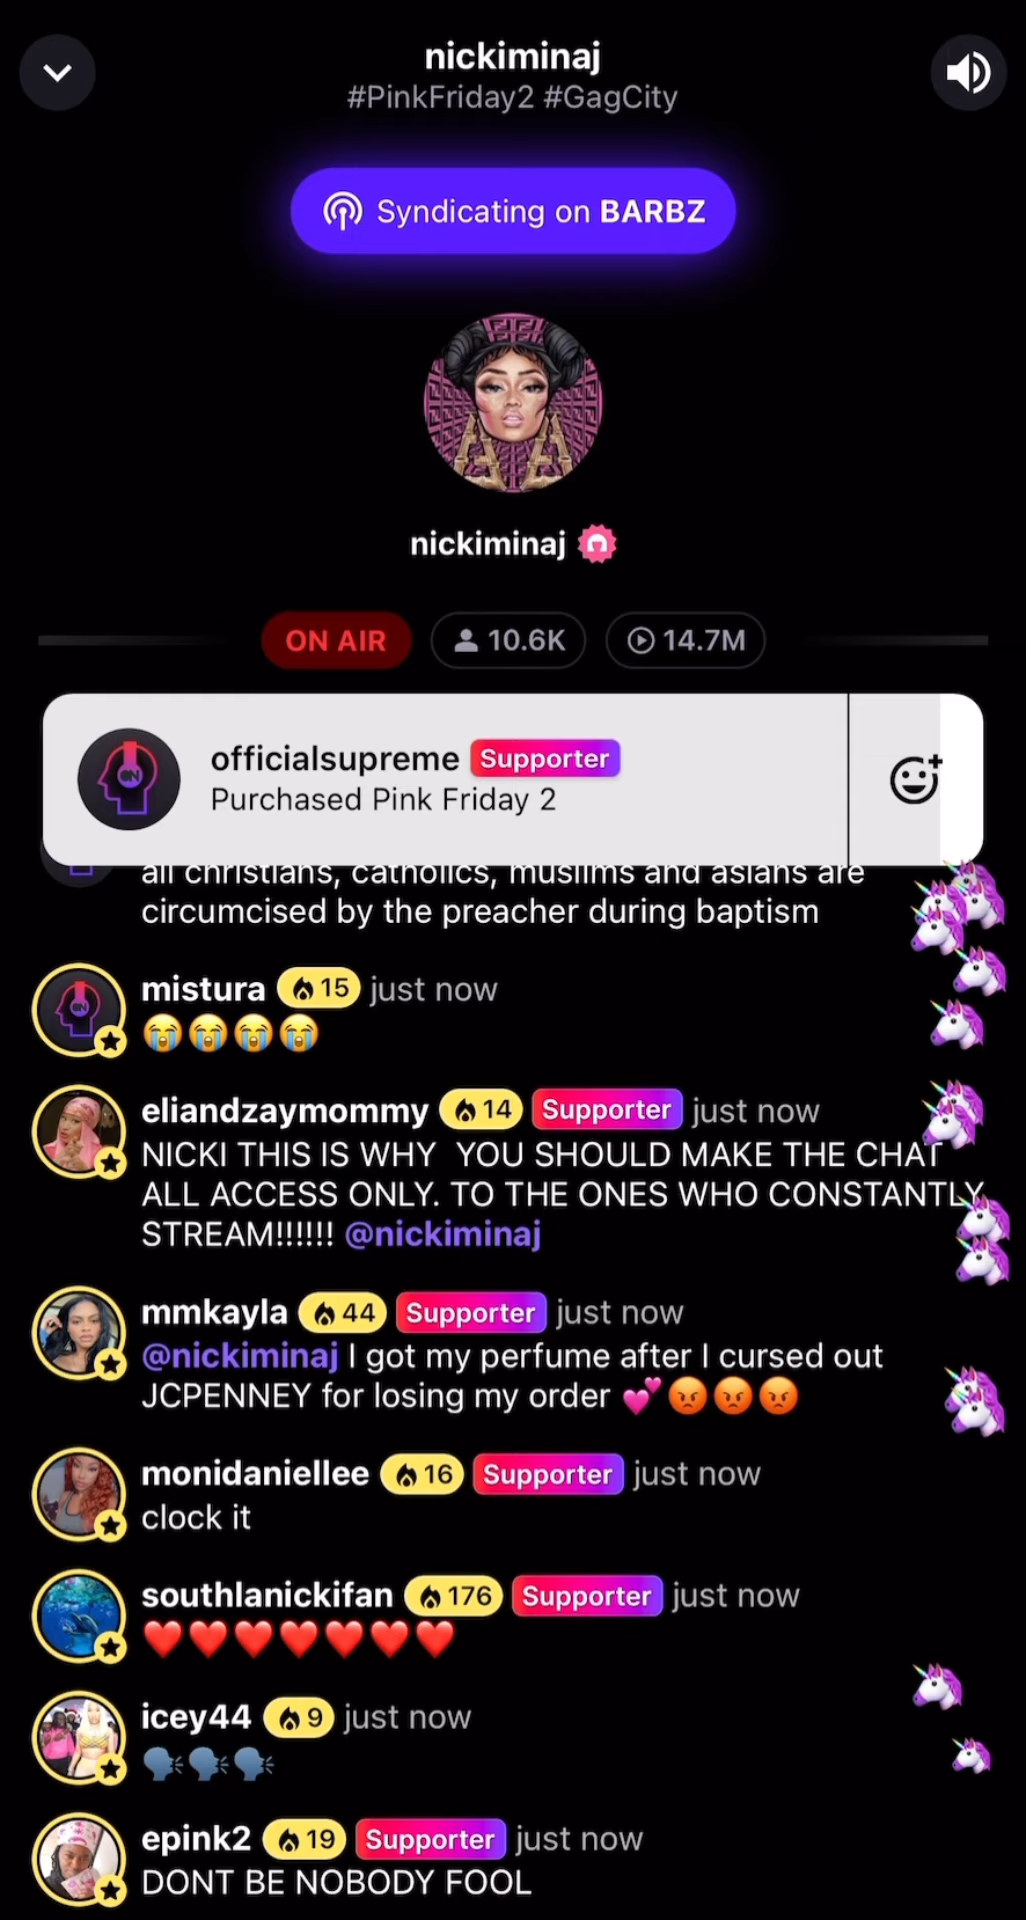 nickiminaj
#PinkFriday2 #GagCity
Syndicating on BARBZ
nickiminaj
ON AIR 10.6K 14.7M
officialsupreme Supporter
Purchased Pink Friday 2
all christians, catholics, muslims and asians are
circumcised by the preacher during baptism
mistura 15 just now
😭😭😭😭
eliandzaymommy 14 Supporter just now
NICKI THIS IS WHY  YOU SHOULD MAKE THE CHAT
ALL ACCESS ONLY. TO THE ONES WHO CONSTANTLY
STREAM!!!!!! @nickiminaj
mmkayla 44 Supporter just now
@nickiminaj I got my perfume after I cursed out
JCPENNEY for losing my order 💕😡😡😡
monidaniellee 16 Supporter just now
clock it
southlanickifan 176 Supporter just now
❤️❤️❤️❤️❤️❤️❤️
icey44 9 just now
🗣️🗣️🗣️
epink2 19 Supporter just now
DONT BE NOBODY FOOL